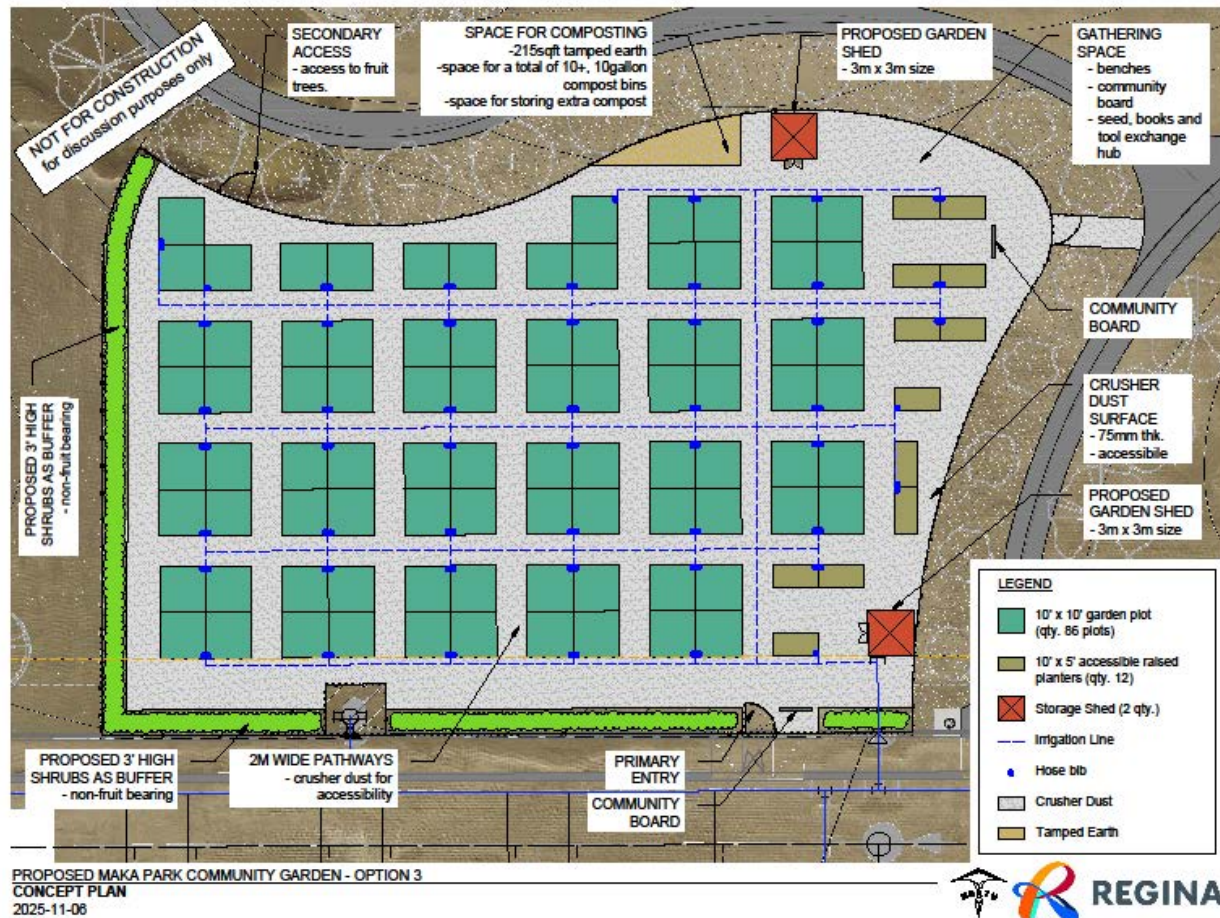 NOT FOR CONSTRUCTION
for discussion purposes only
SECONDARY
ACCESS
- access to fruit
trees.
SPACE FOR COMPOSTING
-215sqft tamped earth
-space for a total of 10+, 10gallon
compost bins
-space for storing extra compost
PROPOSED GARDEN
SHED
- 3m x 3m size
GATHERING
SPACE
- benches
- community
board
- seed, books and
tool exchange
hub
COMMUNITY
BOARD
CRUSHER
DUST
SURFACE
- 75mm thk.
- accessibile
PROPOSED
GARDEN SHED
- 3m x 3m size
PROPOSED 3' HIGH
SHRUBS AS BUFFER
- non-fruit bearing
PROPOSED 3' HIGH
SHRUBS AS BUFFER
- non-fruit bearing
2M WIDE PATHWAYS
- crusher dust for
accessibility
PRIMARY
ENTRY
COMMUNITY
BOARD
LEGEND
10' x 10' garden plot
(qty. 86 plots)
10' x 5' accessible raised
planters (qty. 12)
Storage Shed (2 qty.)
Irrigation Line
Hose bib
Crusher Dust
Tamped Earth
PROPOSED MAKA PARK COMMUNITY GARDEN - OPTION 3
CONCEPT PLAN
2025-11-06
REGINA